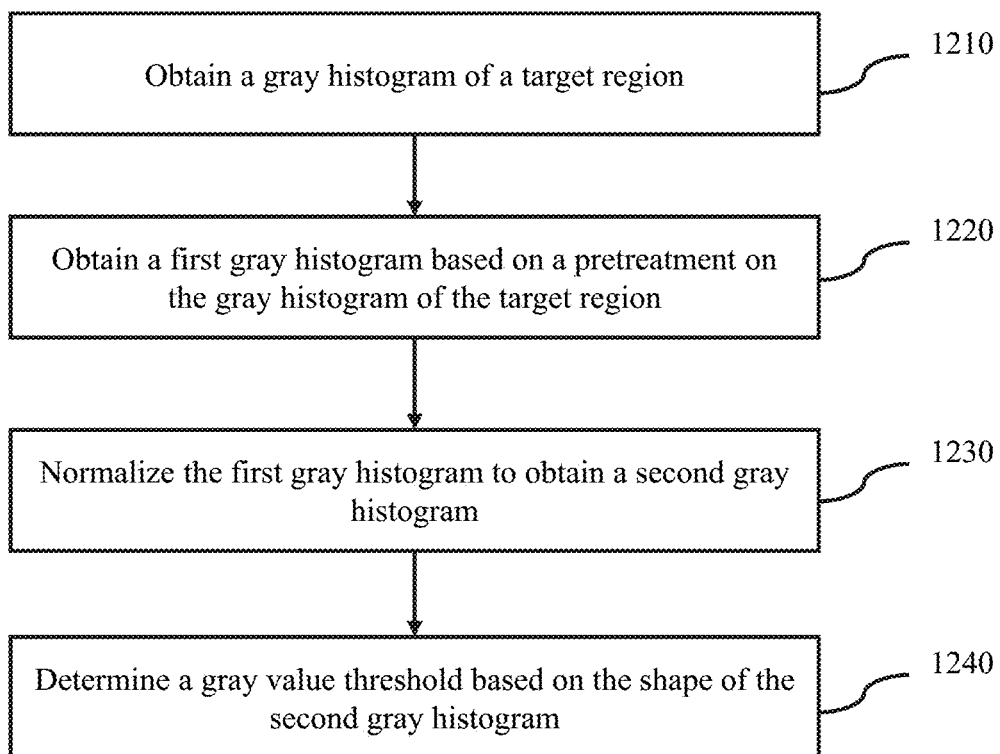 Obtain a gray histogram of a target region
1210
Obtain a first gray histogram based on a pretreatment on
the gray histogram of the target region
1220
Normalize the first gray histogram to obtain a second gray
histogram
1230
Determine a gray value threshold based on the shape of the
second gray histogram
1240